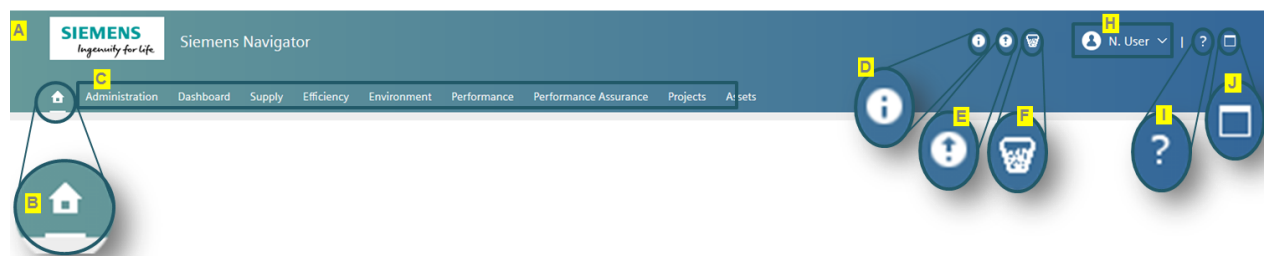 A
SIEMENS
Ingenuity for life
Siemens Navigator
H
N. User
|
?
C
Administration Dashboard Supply Efficiency Environment Performance Performance Assurance Projects Assets
D
E
F
I
?
J
B